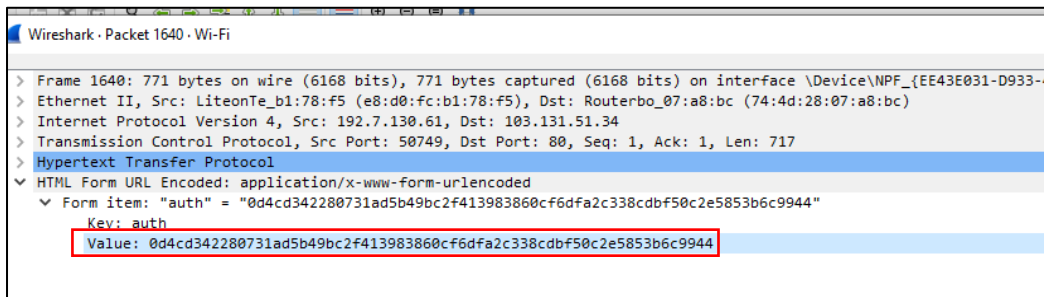 Wireshark · Packet 1640 · Wi-Fi
> Frame 1640: 771 bytes on wire (6168 bits), 771 bytes captured (6168 bits) on interface \Device\NPF_{EE43E031-D933-
> Ethernet II, Src: LiteonTe_b1:78:f5 (e8:d0:fc:b1:78:f5), Dst: Routerbo_07:a8:bc (74:4d:28:07:a8:bc)
> Internet Protocol Version 4, Src: 192.7.130.61, Dst: 103.131.51.34
> Transmission Control Protocol, Src Port: 50749, Dst Port: 80, Seq: 1, Ack: 1, Len: 717
> Hypertext Transfer Protocol
HTML Form URL Encoded: application/x-www-form-urlencoded
Form item: "auth" = "0d4cd342280731ad5b49bc2f413983860cf6dfa2c338cdbf50c2e5853b6c9944"
Key: auth
Value: 0d4cd342280731ad5b49bc2f413983860cf6dfa2c338cdbf50c2e5853b6c9944